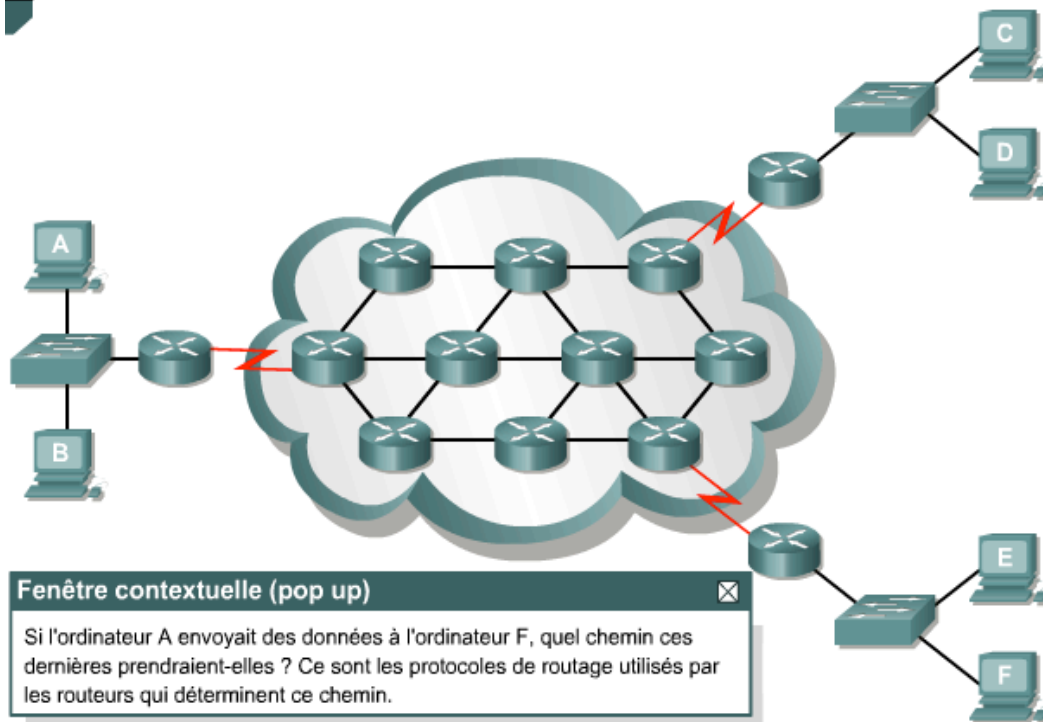 C
D
A
B
E
F
Fenêtre contextuelle (pop up)
Si l'ordinateur A envoyait des données à l'ordinateur F, quel chemin ces
dernières prendraient-elles ? Ce sont les protocoles de routage utilisés par
les routeurs qui déterminent ce chemin.